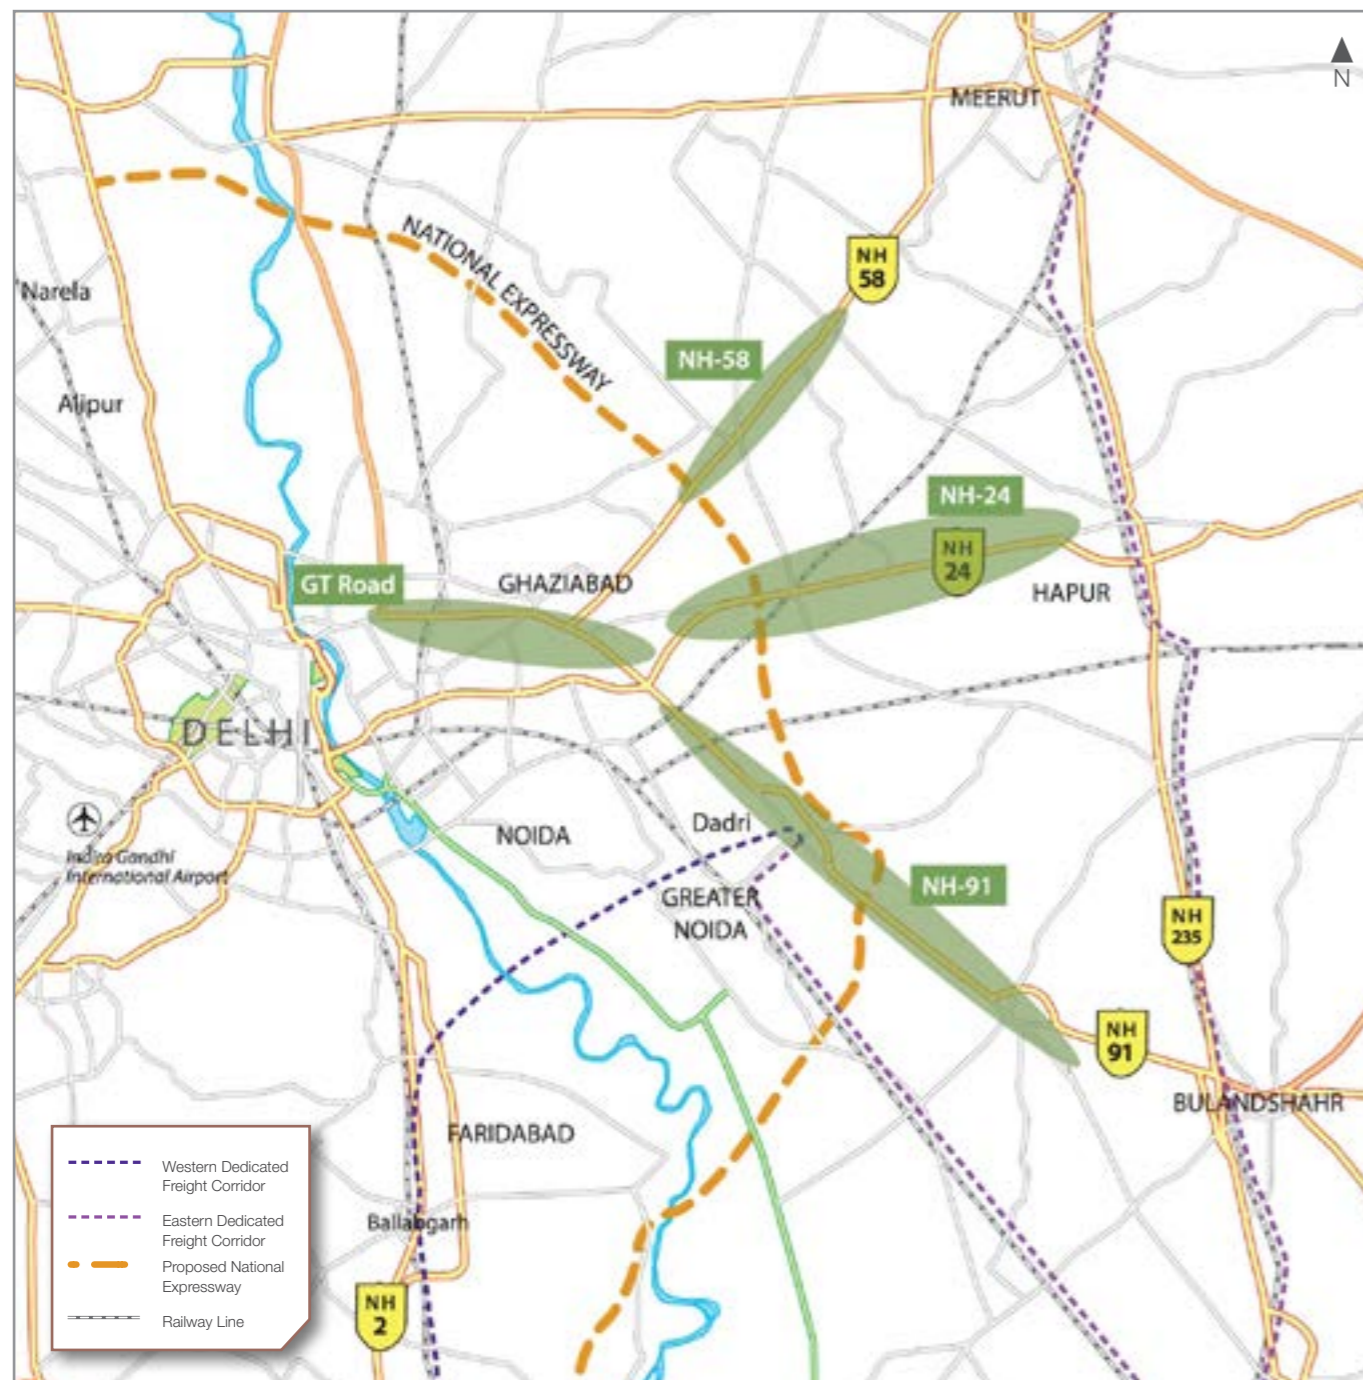 N
MEERUT
NATIONAL EXPRESSWAY
NH
58
Narela
NH-58
Alipur
NH-24
NH
24
GT Road
GHAZIABAD
HAPUR
DELHI
Dadri
NOIDA
Indira Gandhi
International Airport
NH-91
GREATER
NOIDA
NH
235
NH
91
BULANDSHAHR
FARIDABAD
Western Dedicated
Freight Corridor
Eastern Dedicated
Freight Corridor
Ballabgarh
Proposed National
Expressway
NH
2
Railway Line